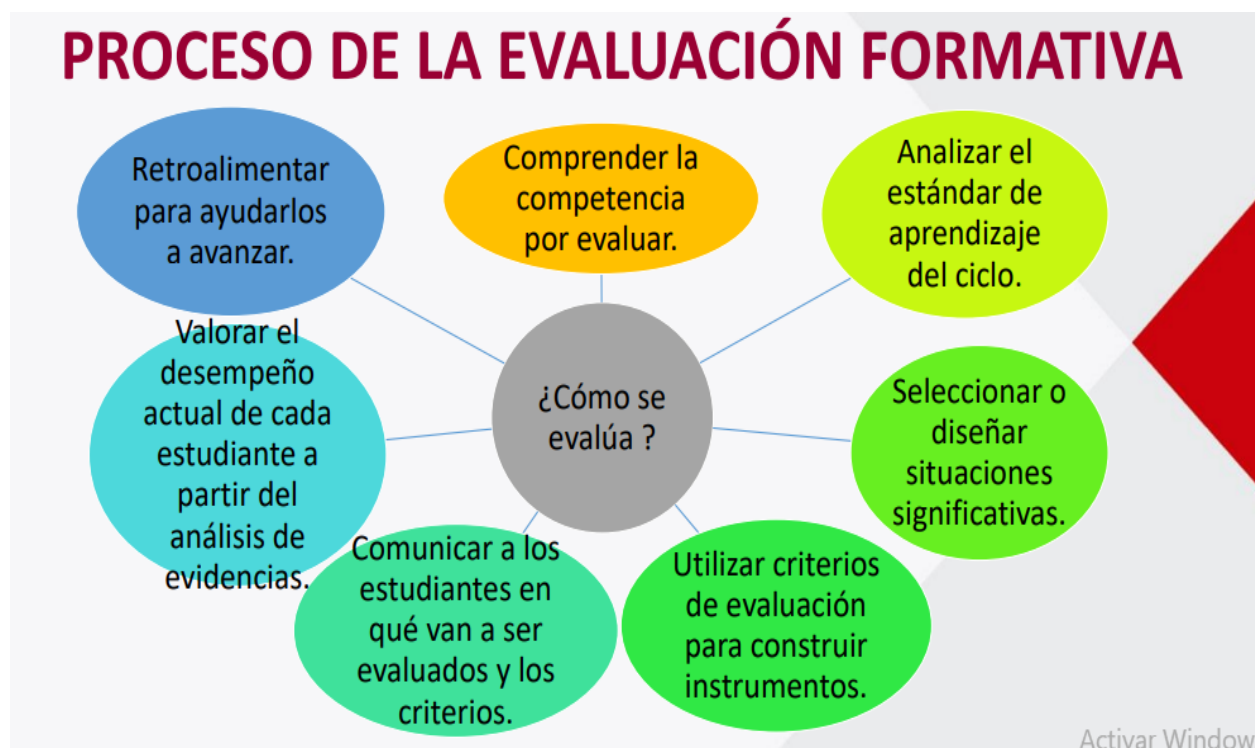 PROCESO DE LA EVALUACIÓN FORMATIVA
Retroalimentar
para ayudarlos
a avanzar.
Comprender la
competencia
por evaluar.
Analizar el
estándar de
aprendizaje
del ciclo.
Valorar el
desempeño
actual de cada
estudiante a
partir del
análisis de
evidencias.
¿Cómo se
evalúa ?
Seleccionar o
diseñar
situaciones
significativas.
Comunicar a los
estudiantes en
qué van a ser
evaluados y los
criterios.
Utilizar criterios
de evaluación
para construir
instrumentos.
Activar Window